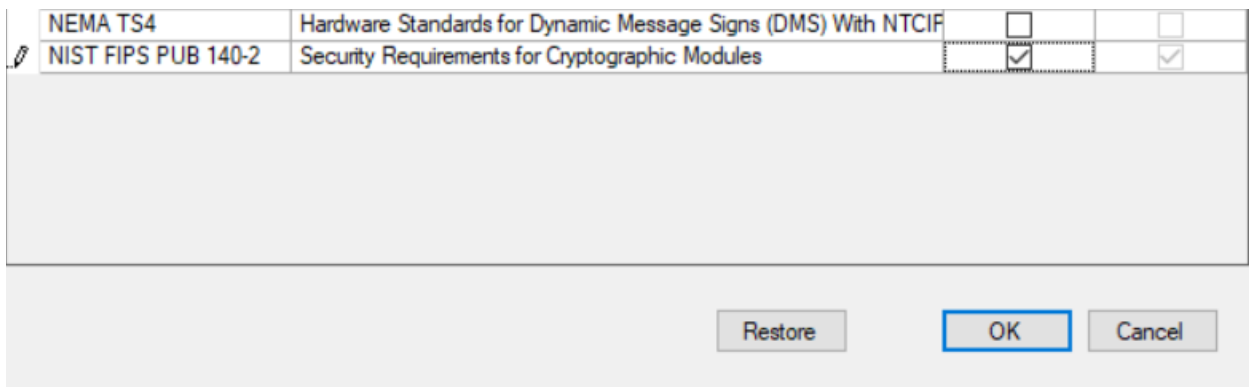 NEMA TS4 Hardware Standards for Dynamic Message Signs (DMS) With NTCIP
NIST FIPS PUB 140-2 Security Requirements for Cryptographic Modules
Restore OK Cancel